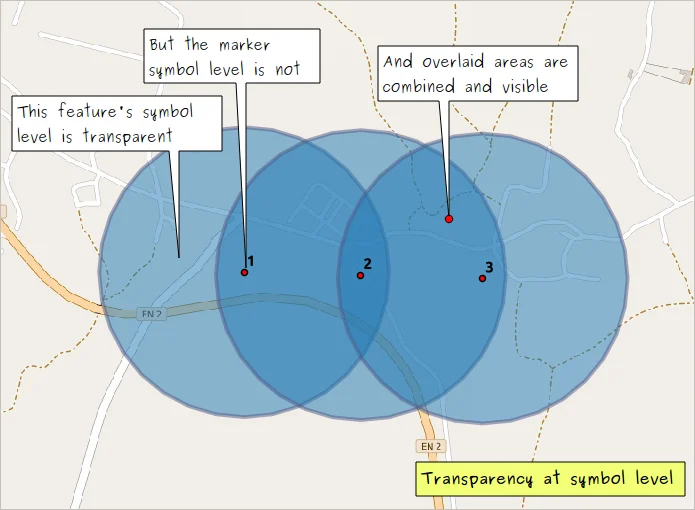 But the marker
symbol level is not
And overlaid areas are
combined and visible
This feature's symbol
level is transparent
1
2
3
EN 2
EN 2
Transparency at symbol level